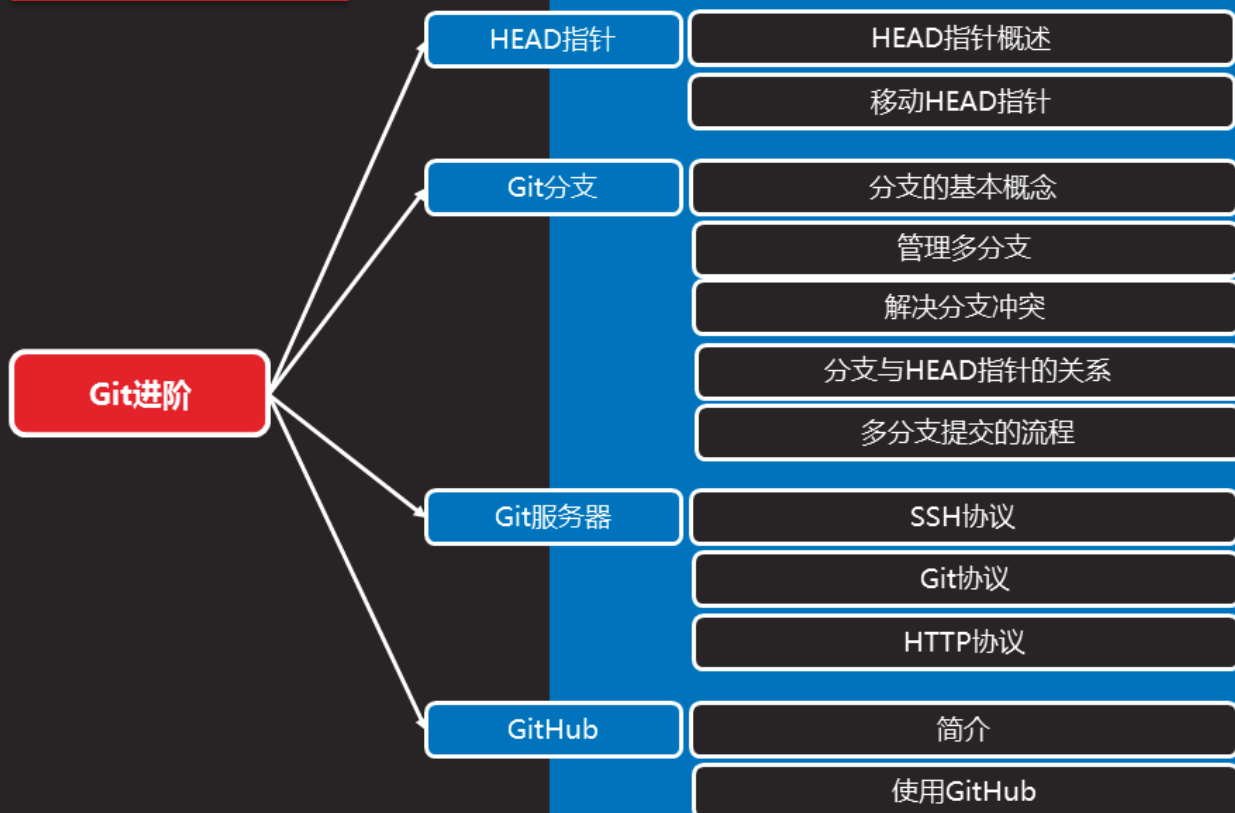 Git进阶
HEAD指针
HEAD指针概述
移动HEAD指针
Git分支
分支的基本概念
管理多分支
解决分支冲突
分支与HEAD指针的关系
多分支提交的流程
Git服务器
SSH协议
Git协议
HTTP协议
GitHub
简介
使用GitHub